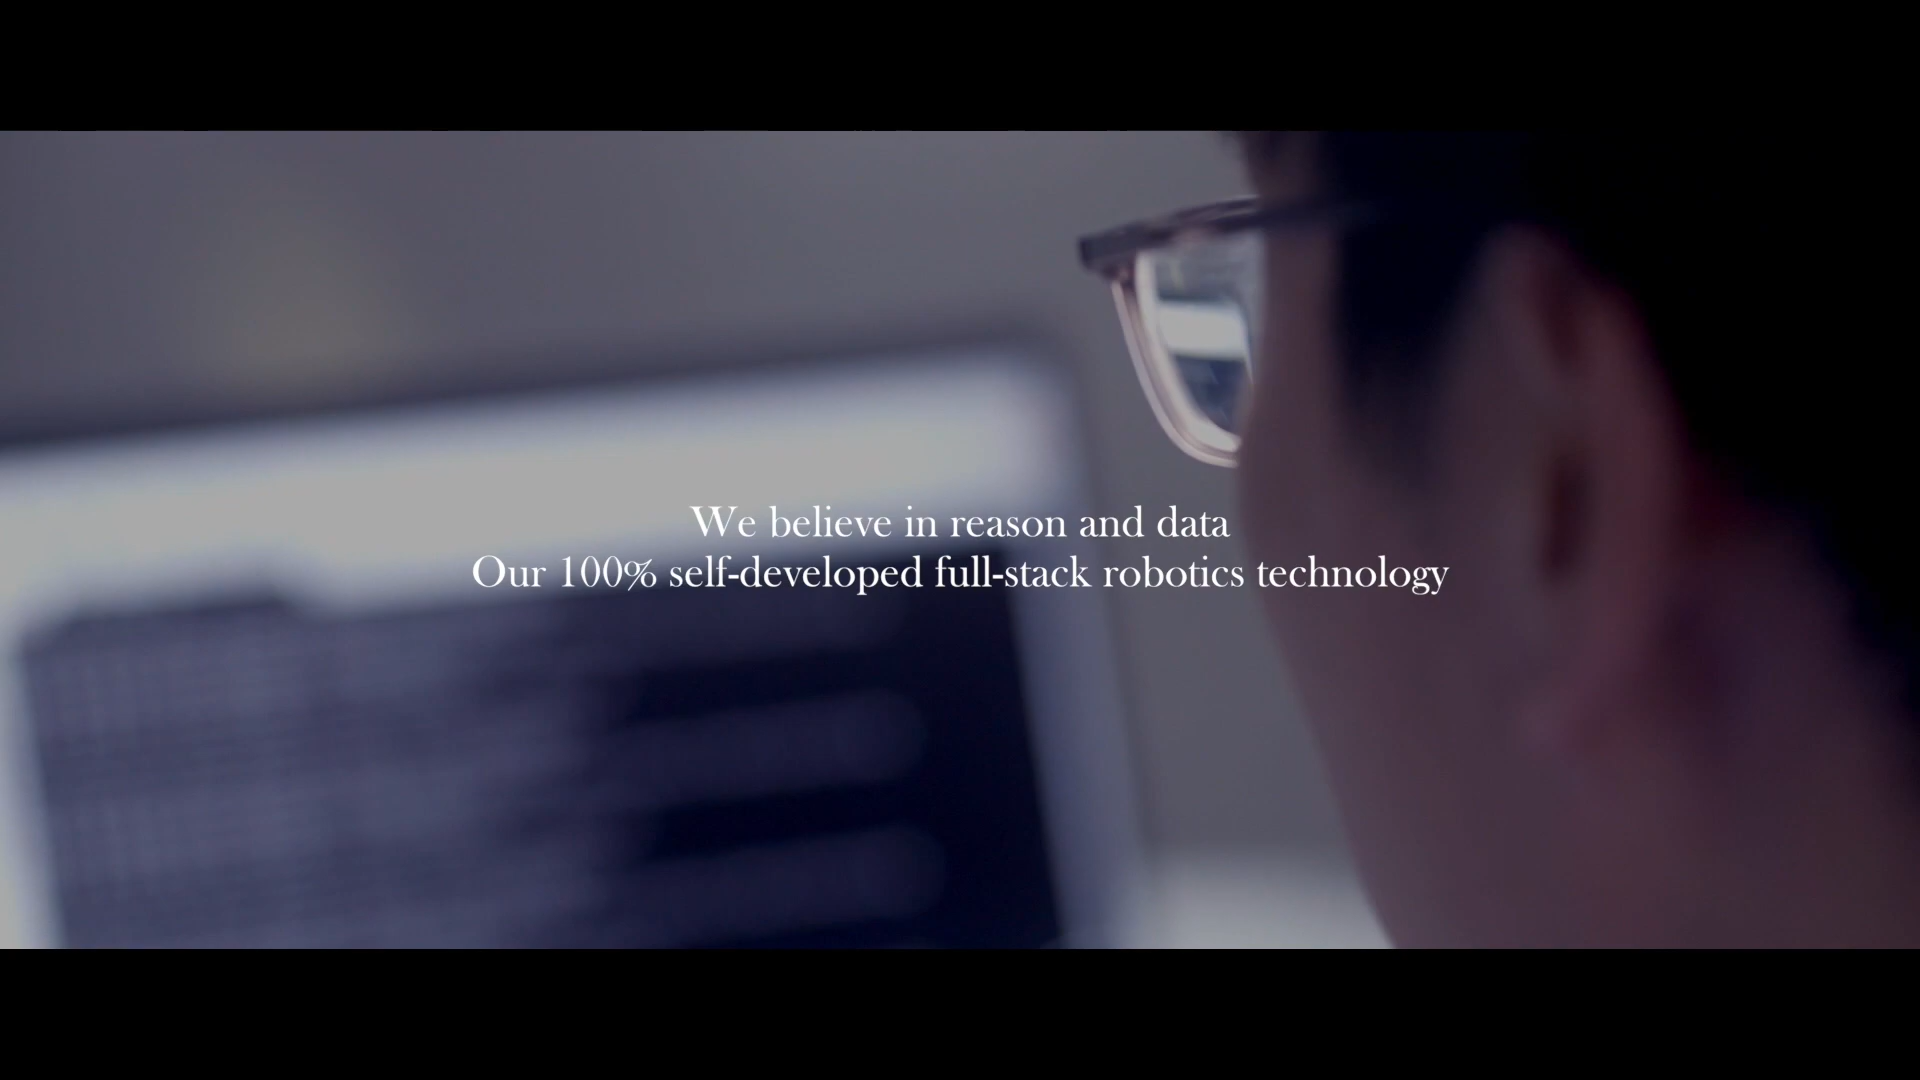 We believe in reason and data
Our 100% self-developed full-stack robotics technology